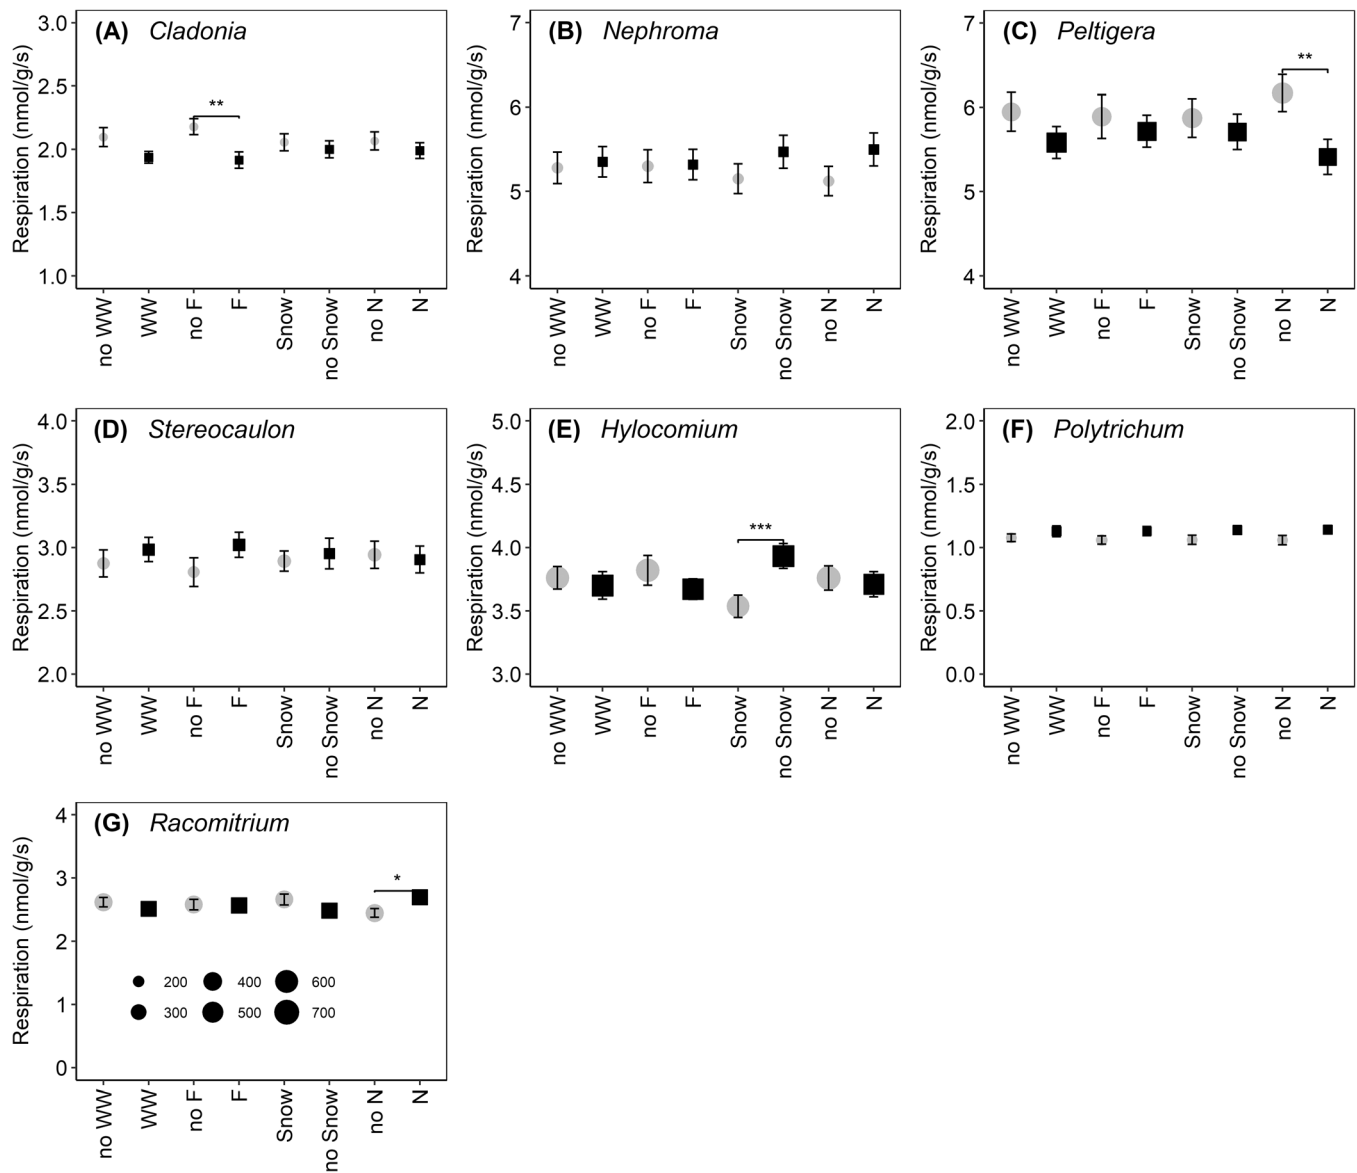 (A) Cladonia
Respiration (nmol/g/s)
3.0
2.5
2.0
1.5
1.0
**
no WW
WW
no F
F
Snow
no Snow
no N
N
(B) Nephroma
Respiration (nmol/g/s)
7
6
5
4
no WW
WW
no F
F
Snow
no Snow
no N
N
(C) Peltigera
Respiration (nmol/g/s)
7
6
5
4
**
no WW
WW
no F
F
Snow
no Snow
no N
N
(D) Stereocaulon
Respiration (nmol/g/s)
4.0
3.5
3.0
2.5
2.0
no WW
WW
no F
F
Snow
no Snow
no N
N
(E) Hylocomium
Respiration (nmol/g/s)
5.0
4.5
4.0
3.5
3.0
***
no WW
WW
no F
F
Snow
no Snow
no N
N
(F) Polytrichum
Respiration (nmol/g/s)
2.0
1.5
1.0
0.5
0.0
no WW
WW
no F
F
Snow
no Snow
no N
N
(G) Racomitrium
Respiration (nmol/g/s)
4
3
2
1
0
*
200 400 600
300 500 700
no WW
WW
no F
F
Snow
no Snow
no N
N